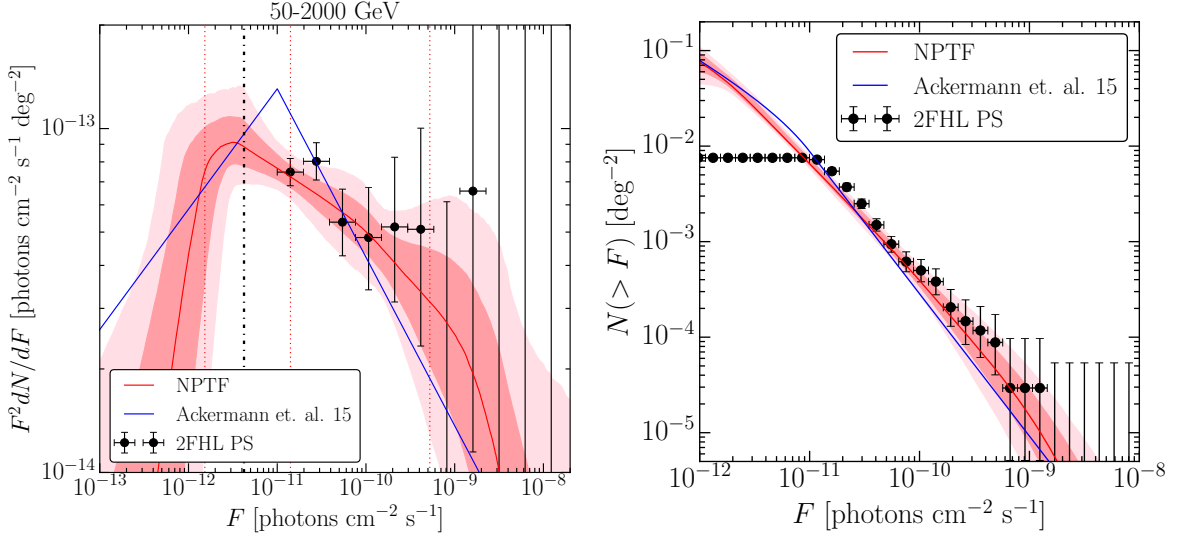 50-2000 GeV
F² dN/dF [photons cm⁻² s⁻¹ deg⁻²]
10⁻¹³
10⁻¹⁴
NPTF
Ackermann et. al. 15
2FHL PS
10⁻¹³ 10⁻¹² 10⁻¹¹ 10⁻¹⁰ 10⁻⁹ 10⁻⁸
F [photons cm⁻² s⁻¹]
N(> F) [deg⁻²]
10⁻¹
10⁻²
10⁻³
10⁻⁴
10⁻⁵
NPTF
Ackermann et. al. 15
2FHL PS
10⁻¹² 10⁻¹¹ 10⁻¹⁰ 10⁻⁹ 10⁻⁸
F [photons cm⁻² s⁻¹]